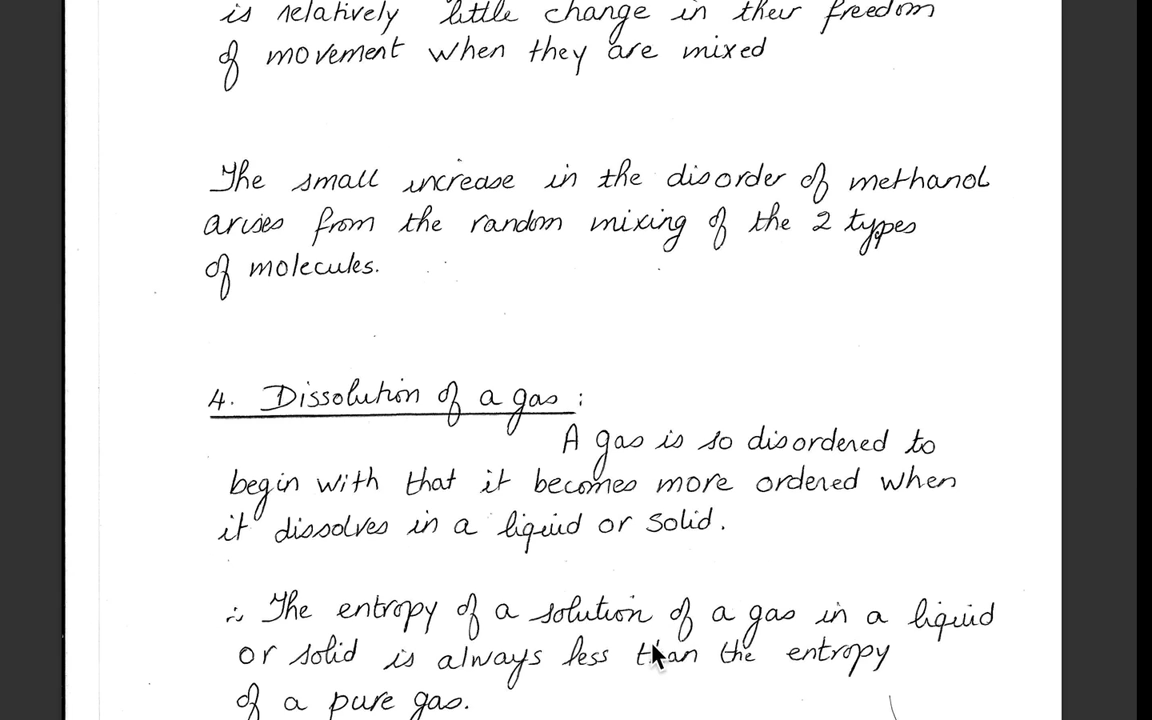 is relatively little change in their freedom
of movement when they are mixed
The small increase in the disorder of methanol
arises from the random mixing of the 2 types
of molecules.
4. Dissolution of a gas :
A gas is so disordered to
begin with that it becomes more ordered when
it dissolves in a liquid or solid.
∴ The entropy of a solution of a gas in a liquid
or solid is always less than the entropy
of a pure gas.